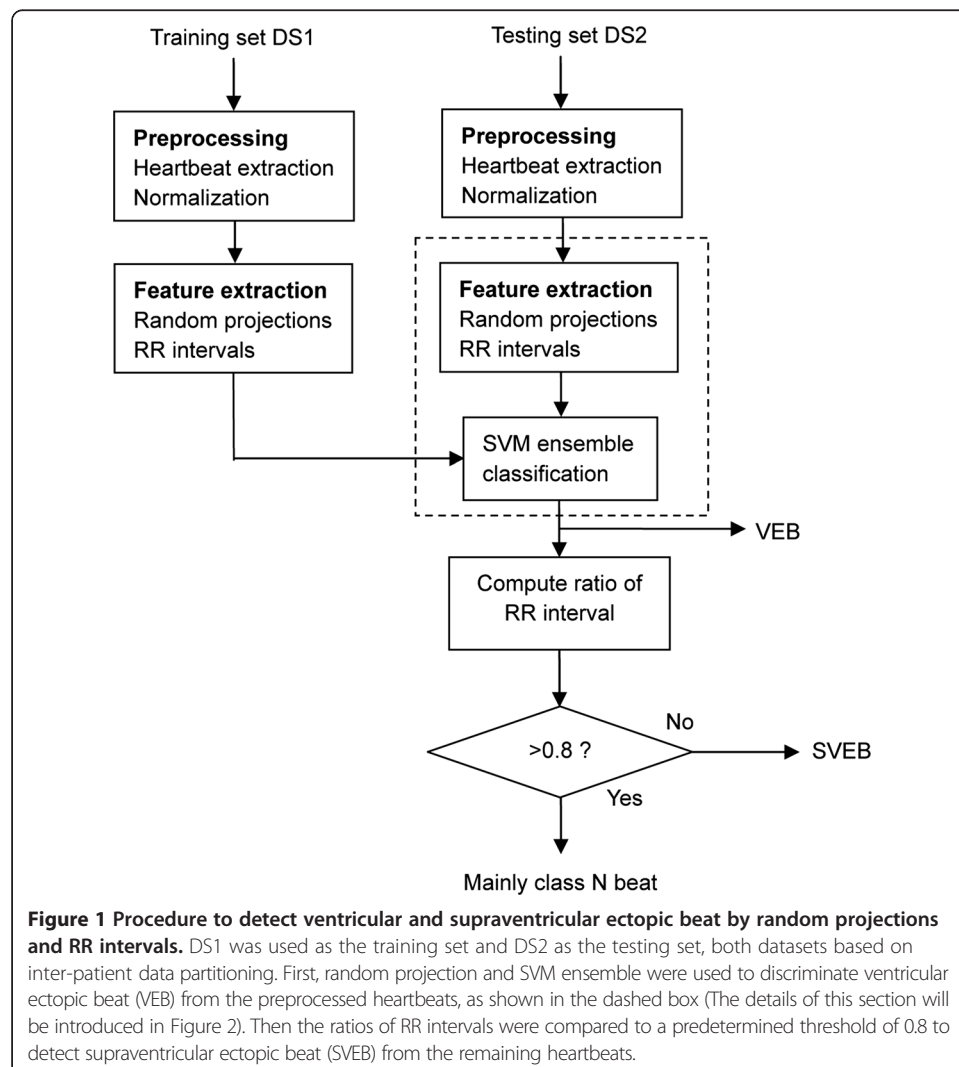 Training set DS1
Testing set DS2
Preprocessing
Heartbeat extraction
Normalization
Preprocessing
Heartbeat extraction
Normalization
Feature extraction
Random projections
RR intervals
Feature extraction
Random projections
RR intervals
SVM ensemble
classification
VEB
Compute ratio of
RR interval
No
>0.8 ?
SVEB
Yes
Mainly class N beat
Figure 1 Procedure to detect ventricular and supraventricular ectopic beat by random projections
and RR intervals. DS1 was used as the training set and DS2 as the testing set, both datasets based on
inter-patient data partitioning. First, random projection and SVM ensemble were used to discriminate ventricular
ectopic beat (VEB) from the preprocessed heartbeats, as shown in the dashed box (The details of this section will
be introduced in Figure 2). Then the ratios of RR intervals were compared to a predetermined threshold of 0.8 to
detect supraventricular ectopic beat (SVEB) from the remaining heartbeats.